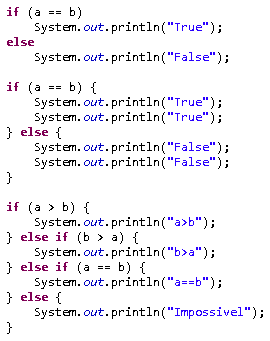 if (a == b)
    System.out.println("True");
else
    System.out.println("False");

if (a == b) {
    System.out.println("True");
    System.out.println("True");
} else {
    System.out.println("False");
    System.out.println("False");
}

if (a > b) {
    System.out.println("a>b");
} else if (b > a) {
    System.out.println("b>a");
} else if (a == b) {
    System.out.println("a==b");
} else {
    System.out.println("Impossivel");
}